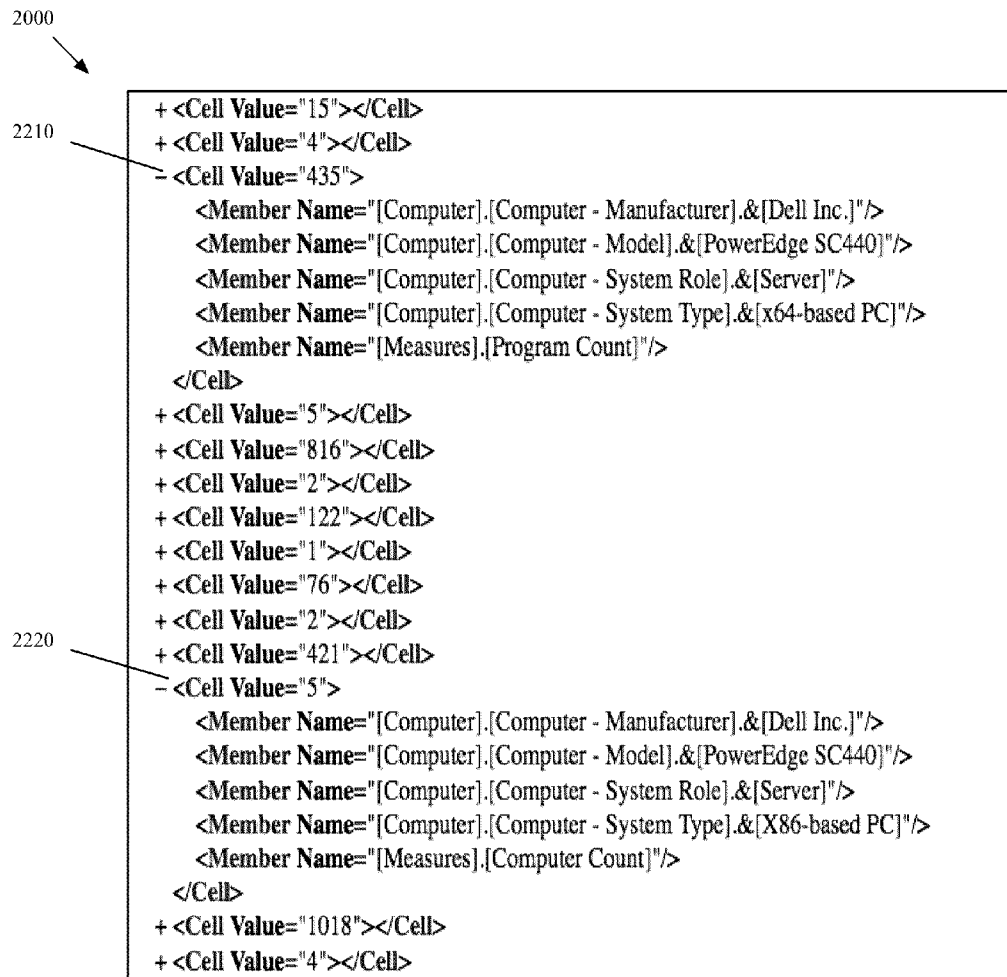 2000
+ <Cell Value="15"></Cell>
2210
+ <Cell Value="4"></Cell>
– <Cell Value="435">
<Member Name="[Computer].[Computer - Manufacturer].&[Dell Inc.]"/>
<Member Name="[Computer].[Computer - Model].&[PowerEdge SC440]"/>
<Member Name="[Computer].[Computer - System Role].&[Server]"/>
<Member Name="[Computer].[Computer - System Type].&[x64-based PC]"/>
<Member Name="[Measures].[Program Count]"/>
</Cell>
+ <Cell Value="5"></Cell>
+ <Cell Value="816"></Cell>
+ <Cell Value="2"></Cell>
+ <Cell Value="122"></Cell>
+ <Cell Value="1"></Cell>
+ <Cell Value="76"></Cell>
+ <Cell Value="2"></Cell>
2220
+ <Cell Value="421"></Cell>
– <Cell Value="5">
<Member Name="[Computer].[Computer - Manufacturer].&[Dell Inc.]"/>
<Member Name="[Computer].[Computer - Model].&[PowerEdge SC440]"/>
<Member Name="[Computer].[Computer - System Role].&[Server]"/>
<Member Name="[Computer].[Computer - System Type].&[X86-based PC]"/>
<Member Name="[Measures].[Computer Count]"/>
</Cell>
+ <Cell Value="1018"></Cell>
+ <Cell Value="4"></Cell>